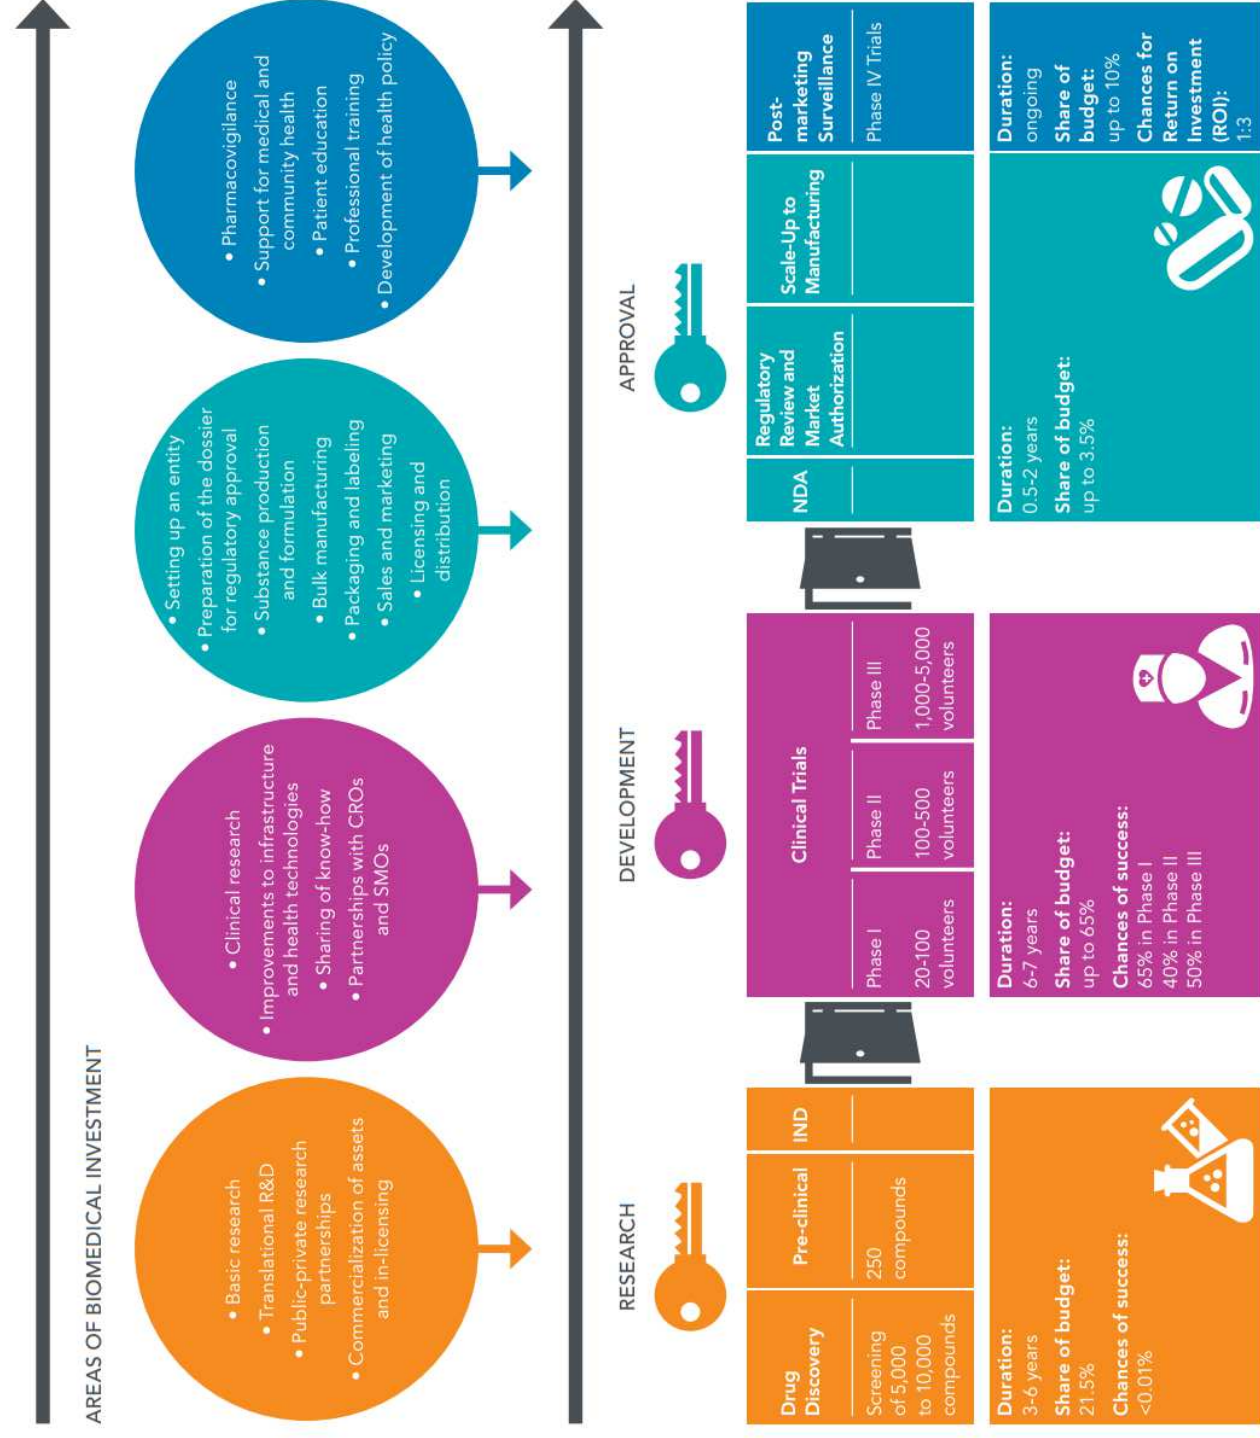 AREAS OF BIOMEDICAL INVESTMENT
• Basic research
• Translational R&D
• Public-private research
partnerships
• Commercialization of assets
and in-licensing
• Clinical research
• Improvements to infrastructure
and health technologies
• Sharing of know-how
• Partnerships with CROs
and SMOs
• Setting up an entity
• Preparation of the dossier
for regulatory approval
• Substance production
and formulation
• Bulk manufacturing
• Packaging and labeling
• Sales and marketing
• Licensing and
distribution
• Pharmacovigilance
• Support for medical and
community health
• Patient education
• Professional training
• Development of health policy
RESEARCH
DEVELOPMENT
APPROVAL
Drug
Discovery
Screening
of 5,000
to 10,000
compounds
Pre-clinical
250
compounds
IND
Clinical Trials
Phase I
20-100
volunteers
Phase II
100-500
volunteers
Phase III
1,000-5,000
volunteers
NDA
Regulatory
Review and
Market
Authorization
Scale-Up to
Manufacturing
Post-
marketing
Surveillance
Phase IV Trials
Duration:
3-6 years
Share of budget:
21.5%
Chances of success:
<0.01%
Duration:
6-7 years
Share of budget:
up to 65%
Chances of success:
65% in Phase I
40% in Phase II
50% in Phase III
Duration:
0.5-2 years
Share of budget:
up to 3.5%
Duration:
ongoing
Share of
budget:
up to 10%
Chances for
Return on
Investment
(ROI):
1:3